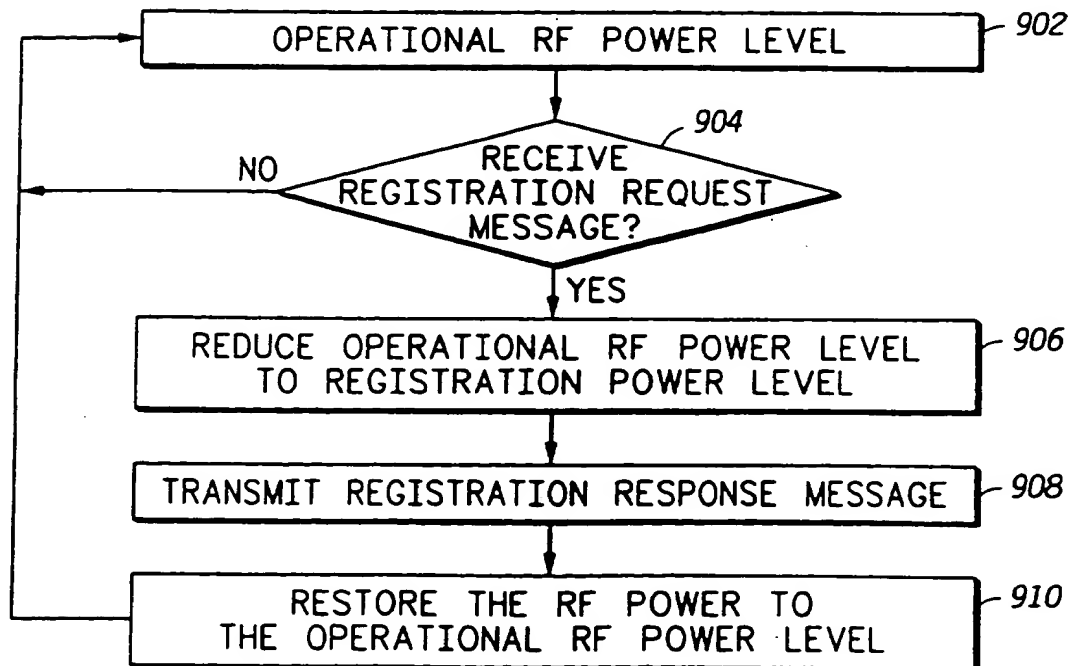 OPERATIONAL RF POWER LEVEL
902
904
RECEIVE
REGISTRATION REQUEST
MESSAGE?
NO
YES
REDUCE OPERATIONAL RF POWER LEVEL
TO REGISTRATION POWER LEVEL
906
TRANSMIT REGISTRATION RESPONSE MESSAGE
908
RESTORE THE RF POWER TO
THE OPERATIONAL RF POWER LEVEL
910